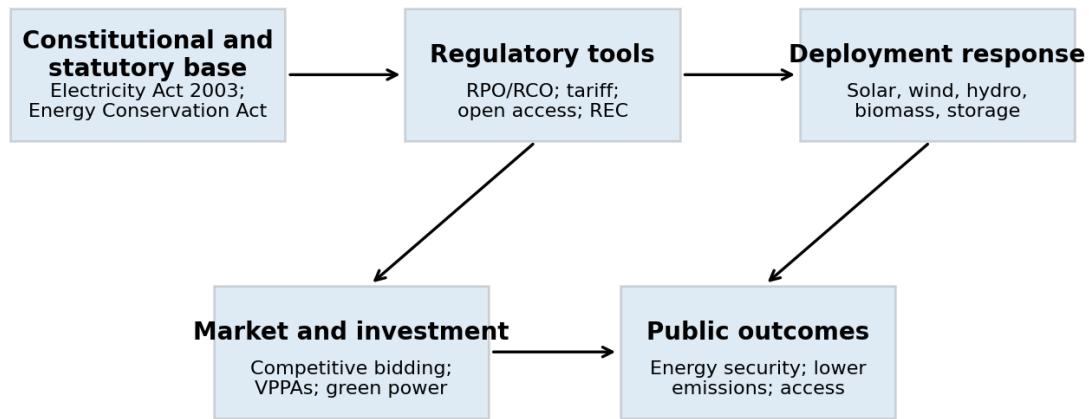 Constitutional and
statutory base
Electricity Act 2003;
Energy Conservation Act
Regulatory tools
RPO/RCO; tariff;
open access; REC
Deployment response
Solar, wind, hydro,
biomass, storage
Market and investment
Competitive bidding;
VPPAs; green power
Public outcomes
Energy security; lower
emissions; access